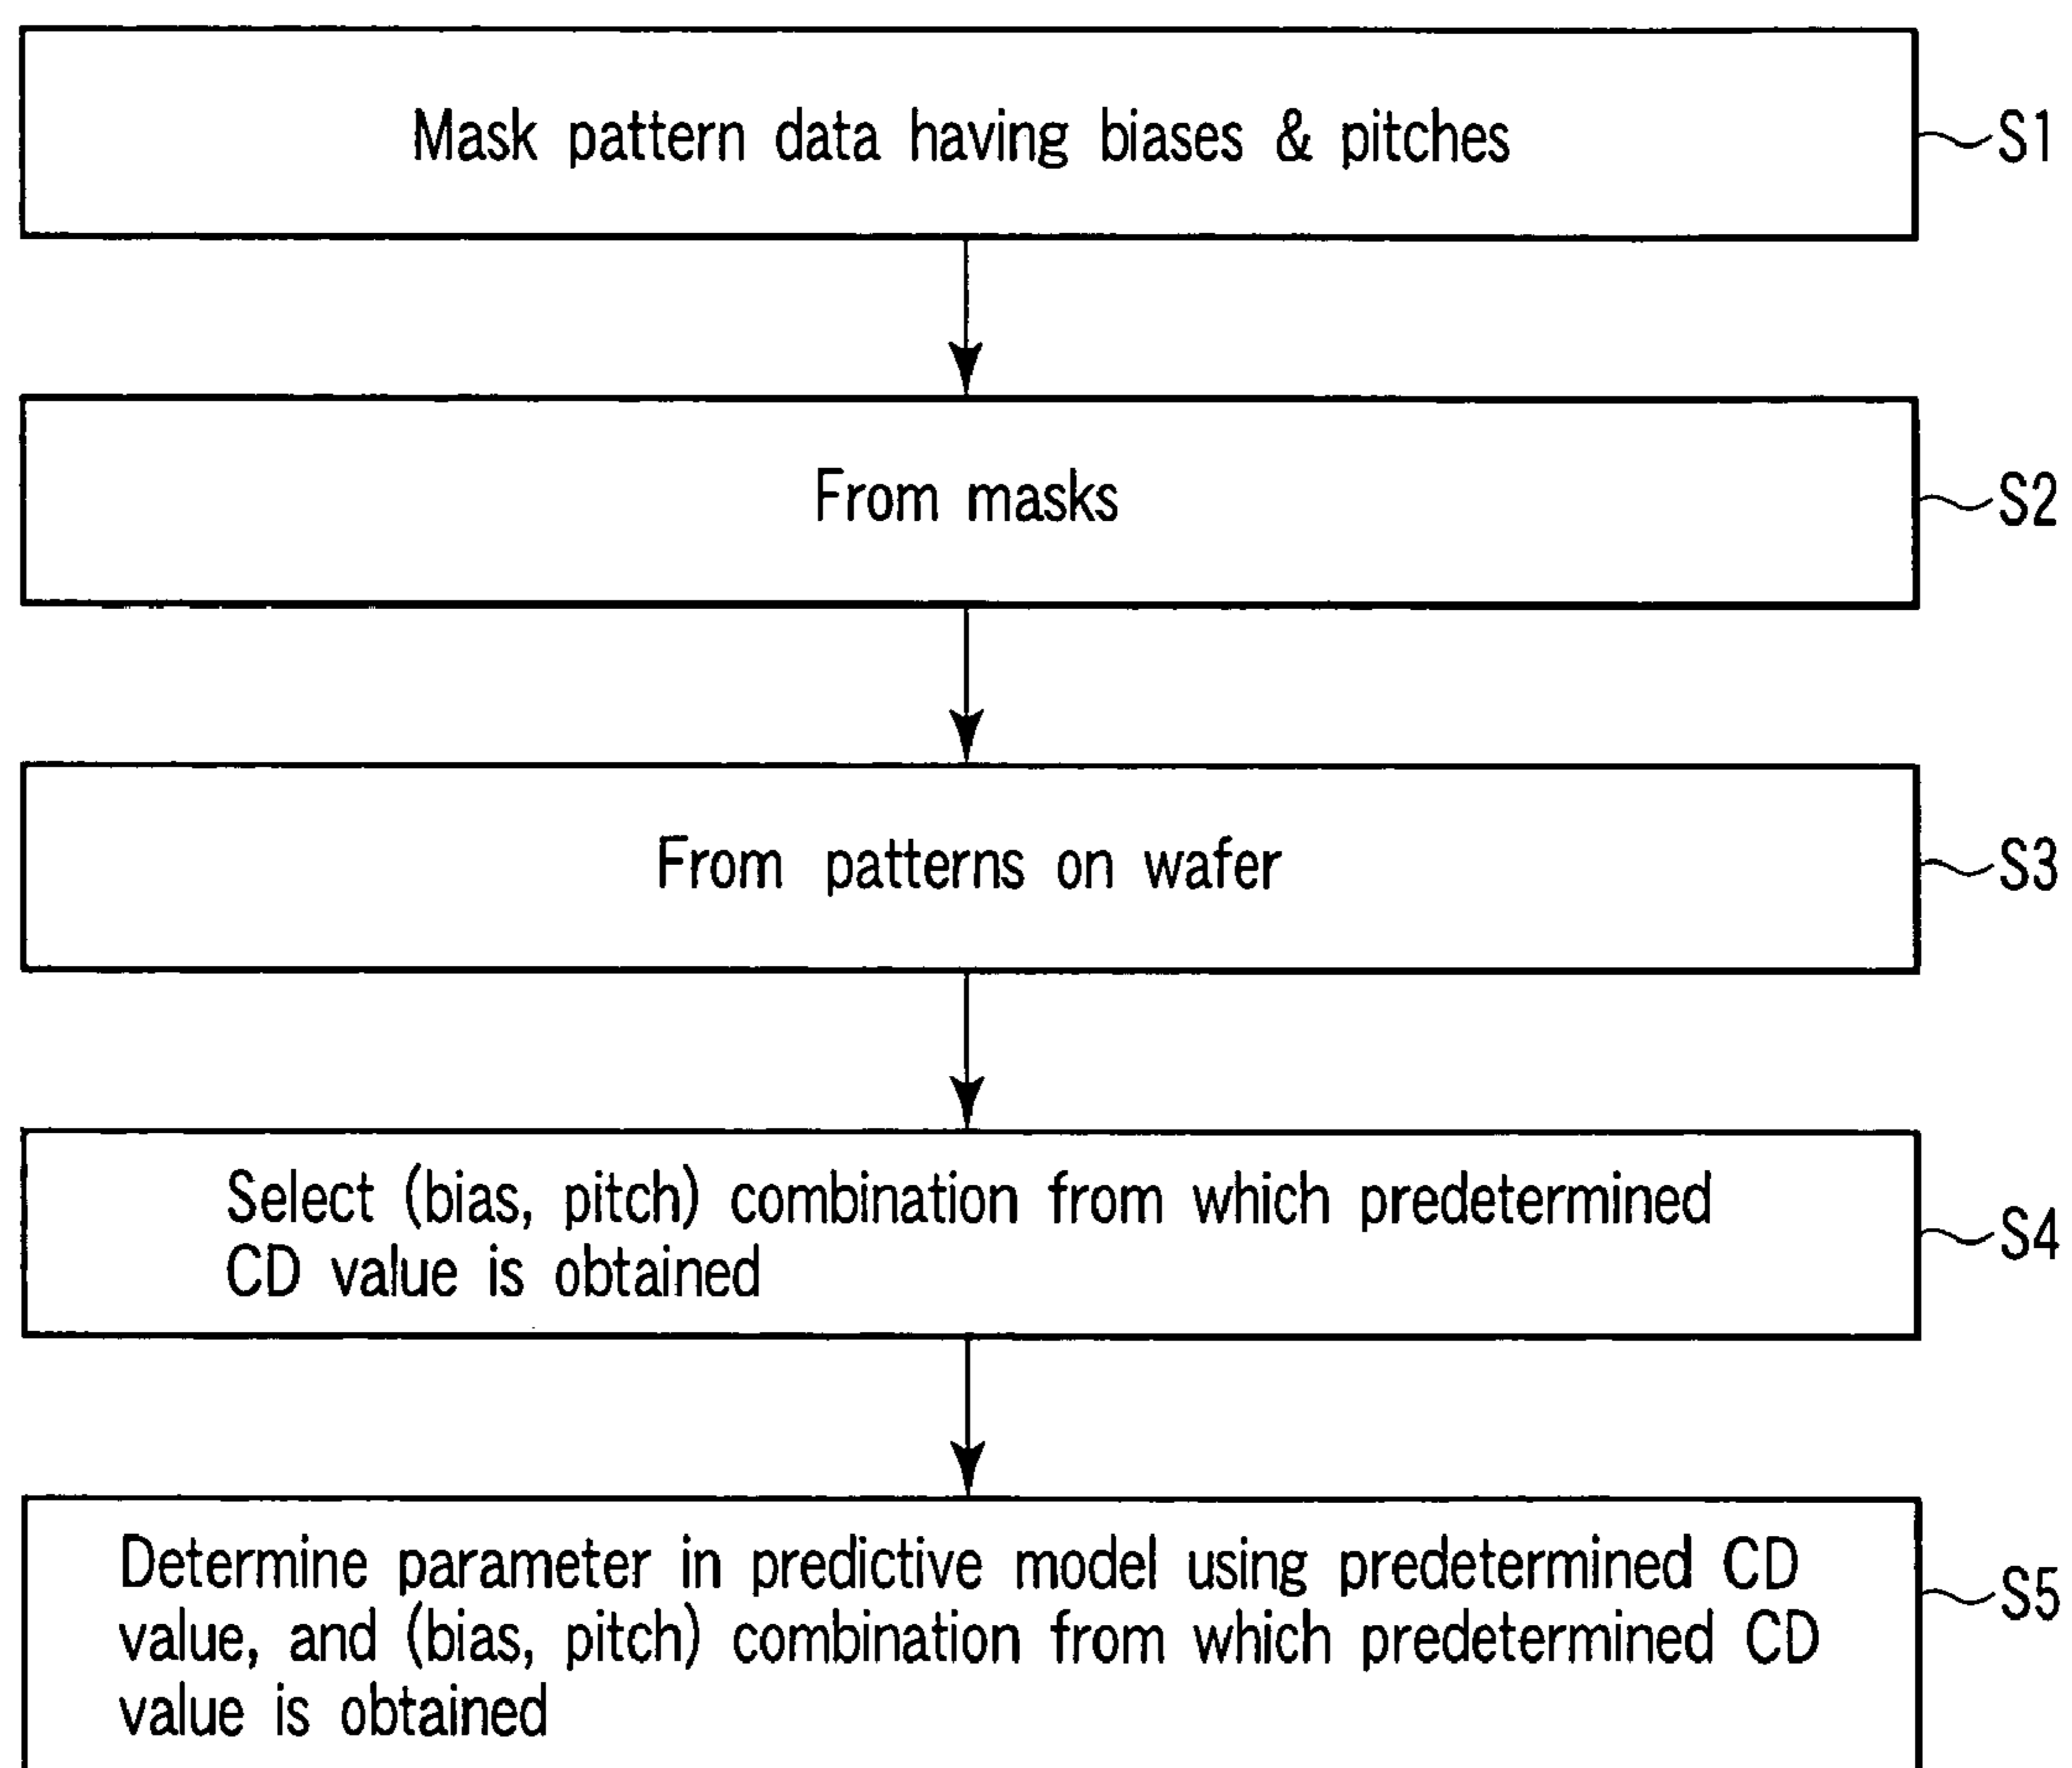 Mask pattern data having biases & pitches
S1
From masks
S2
From patterns on wafer
S3
Select (bias, pitch) combination from which predetermined
CD value is obtained
S4
Determine parameter in predictive model using predetermined CD
value, and (bias, pitch) combination from which predetermined CD
value is obtained
S5